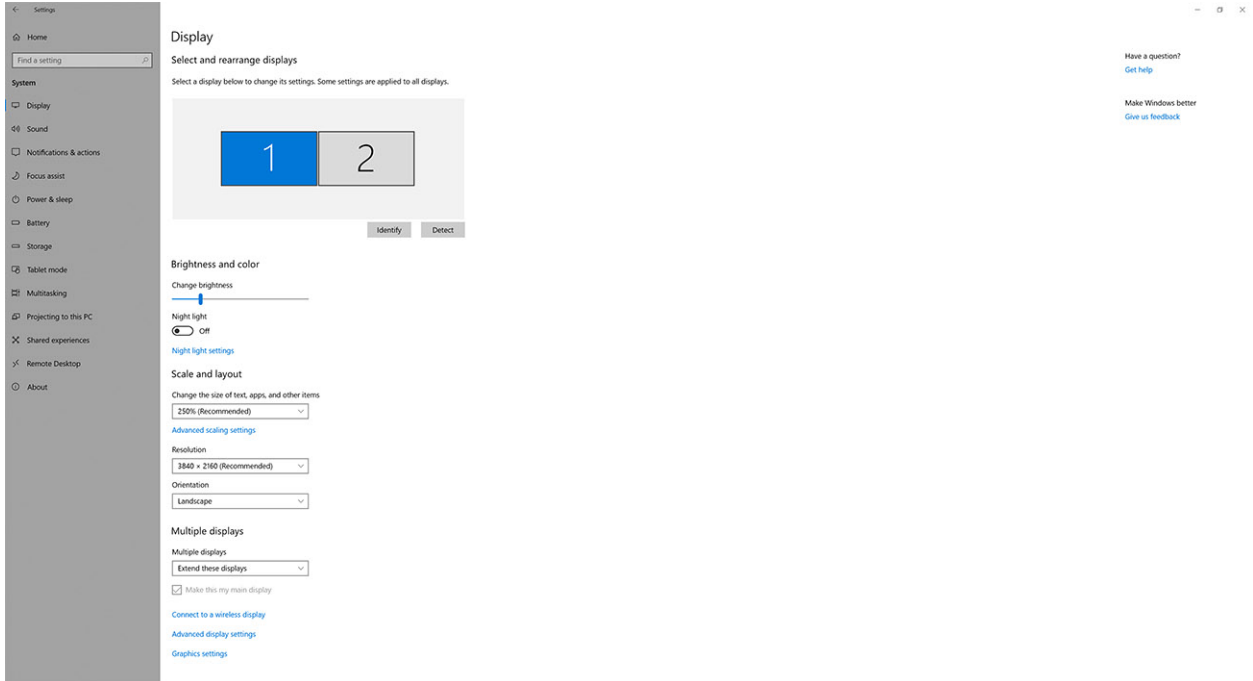 Settings
Home
Find a setting
System
Display
Sound
Notifications & actions
Focus assist
Power & sleep
Battery
Storage
Tablet mode
Multitasking
Projecting to this PC
Shared experiences
Remote Desktop
About
Display
Select and rearrange displays
Select a display below to change its settings. Some settings are applied to all displays.
1
2
Identify
Detect
Brightness and color
Change brightness
Night light
Off
Night light settings
Scale and layout
Change the size of text, apps, and other items
250% (Recommended)
Advanced scaling settings
Resolution
3840 × 2160 (Recommended)
Orientation
Landscape
Multiple displays
Multiple displays
Extend these displays
Make this my main display
Connect to a wireless display
Advanced display settings
Graphics settings
Have a question?
Get help
Make Windows better
Give us feedback